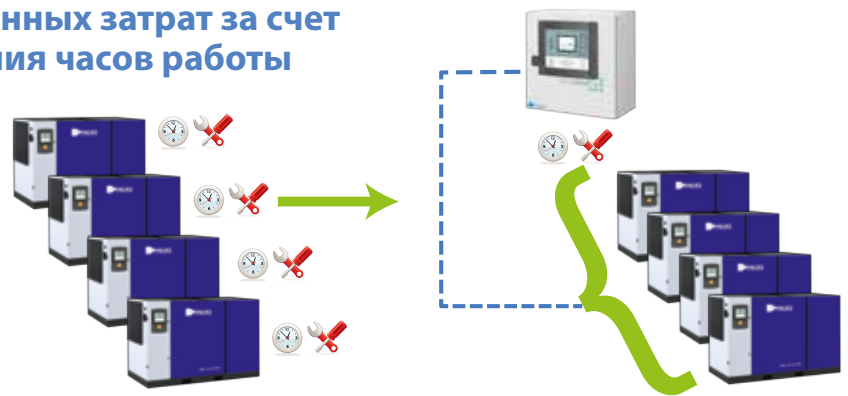 нных затрат за счет
ния часов работы